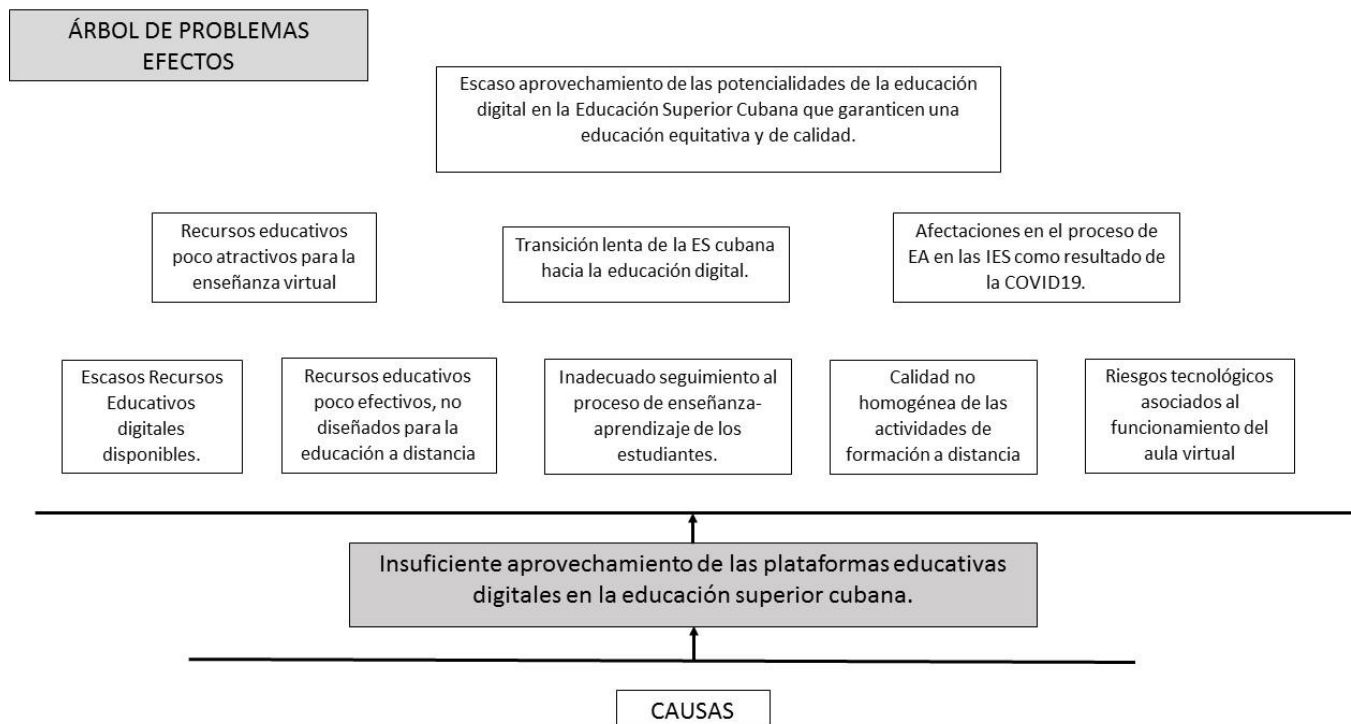 ÁRBOL DE PROBLEMAS
EFECTOS
Escaso aprovechamiento de las potencialidades de la educación
digital en la Educación Superior Cubana que garanticen una
educación equitativa y de calidad.
Recursos educativos
poco atractivos para la
enseñanza virtual
Transición lenta de la ES cubana
hacia la educación digital.
Afectaciones en el proceso de
EA en las IES como resultado de
la COVID19.
Escasos Recursos
Educativos
digitales
disponibles.
Recursos educativos
poco efectivos, no
diseñados para la
educación a distancia
Inadecuado seguimiento al
proceso de enseñanza-
aprendizaje de los
estudiantes.
Calidad no
homogénea de las
actividades de
formación a distancia
Riesgos tecnológicos
asociados al
funcionamiento del
aula virtual
Insuficiente aprovechamiento de las plataformas educativas
digitales en la educación superior cubana.
CAUSAS